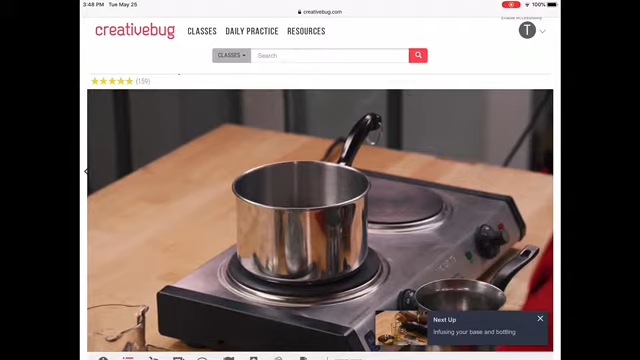 3:48 PM Tue May 25
100%
creativebug.com
creativebug
CLASSES
DAILY PRACTICE
RESOURCES
T
CLASSES
Search
(159)
Next Up
Infusing your base and bottling